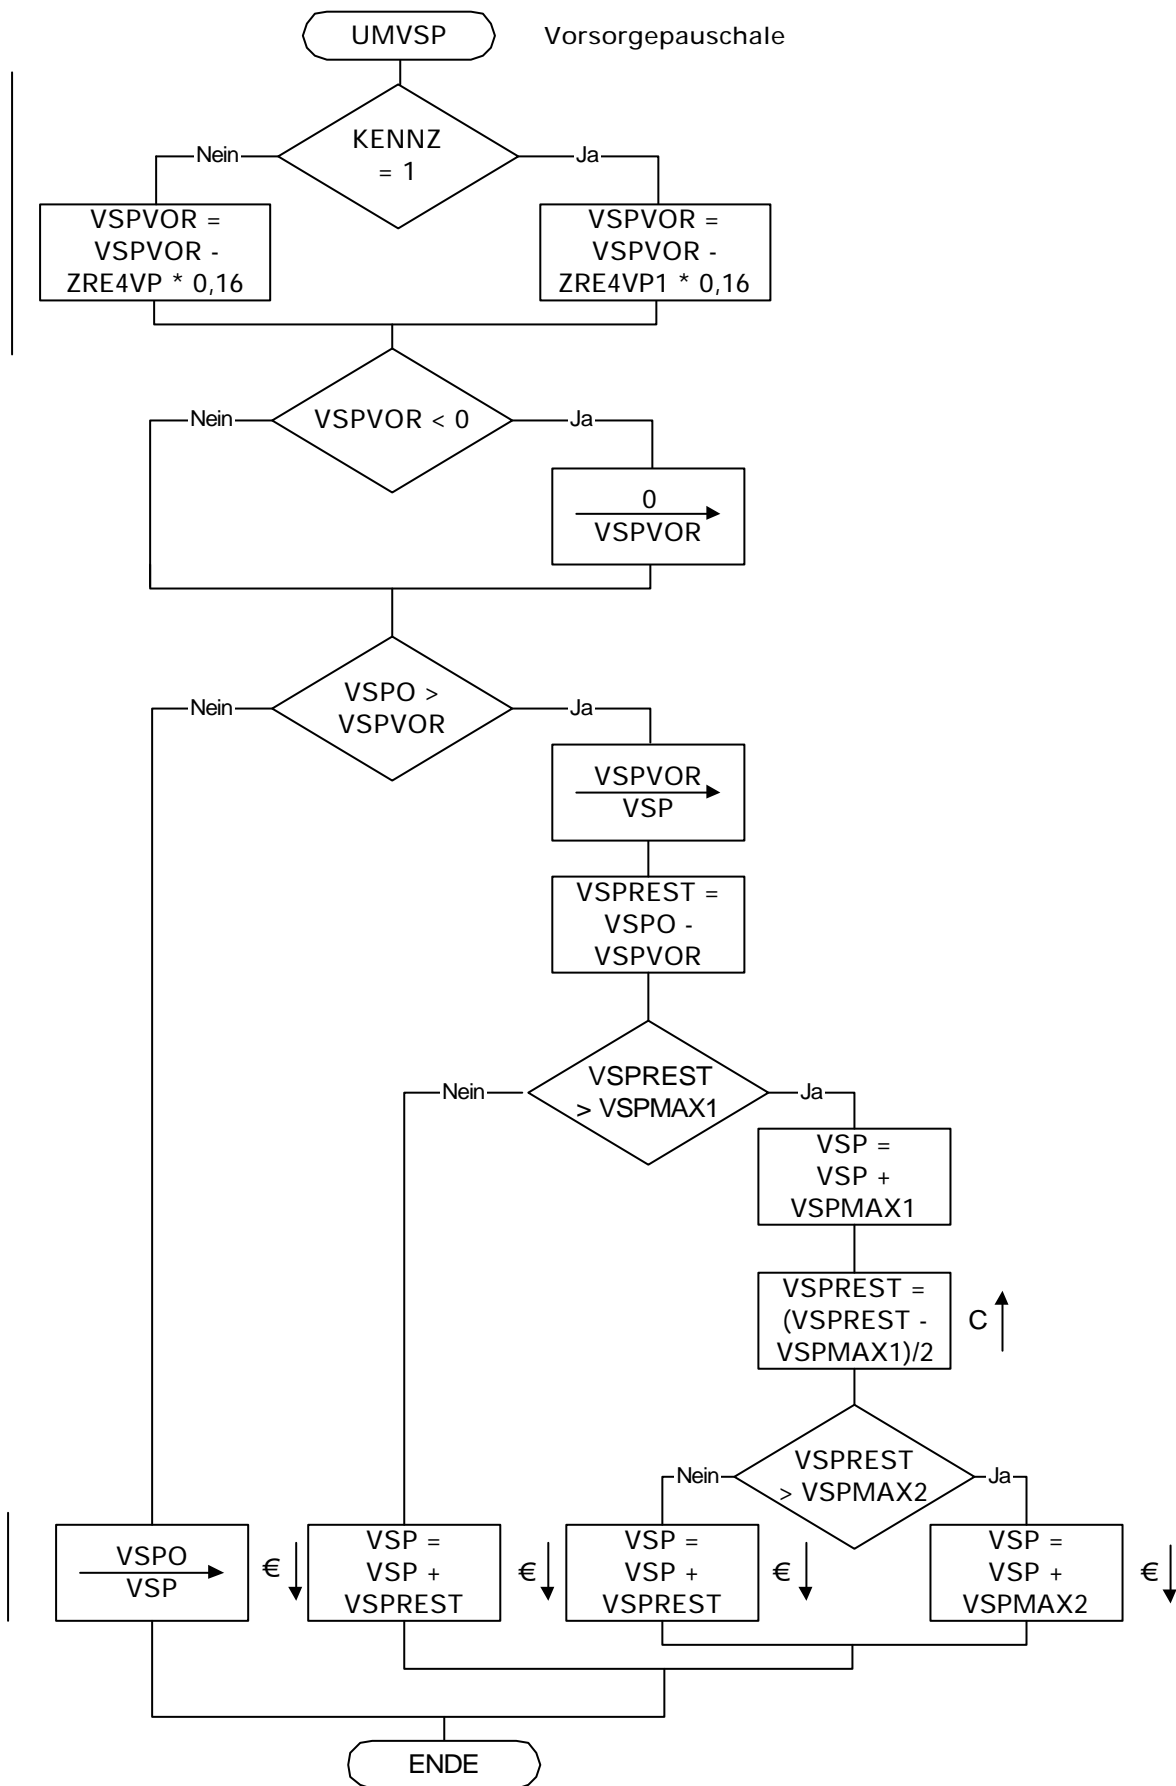 UMVSP
Vorsorgepauschale
KENNZ
= 1
Nein
Ja
VSPVOR =
VSPVOR -
ZRE4VP * 0,16
VSPVOR =
VSPVOR -
ZRE4VP1 * 0,16
VSPVOR < 0
Nein
Ja
0
VSPVOR
VSPO >
VSPVOR
Nein
Ja
VSPVOR
VSP
VSPREST =
VSPO -
VSPVOR
VSPREST
> VSPMAX1
Nein
Ja
VSP =
VSP +
VSPMAX1
VSPREST =
(VSPREST -
VSPMAX1)/2
C
VSPREST
> VSPMAX2
Nein
Ja
VSPO
VSP
€
VSP =
VSP +
VSPREST
€
VSP =
VSP +
VSPREST
€
VSP =
VSP +
VSPMAX2
€
ENDE